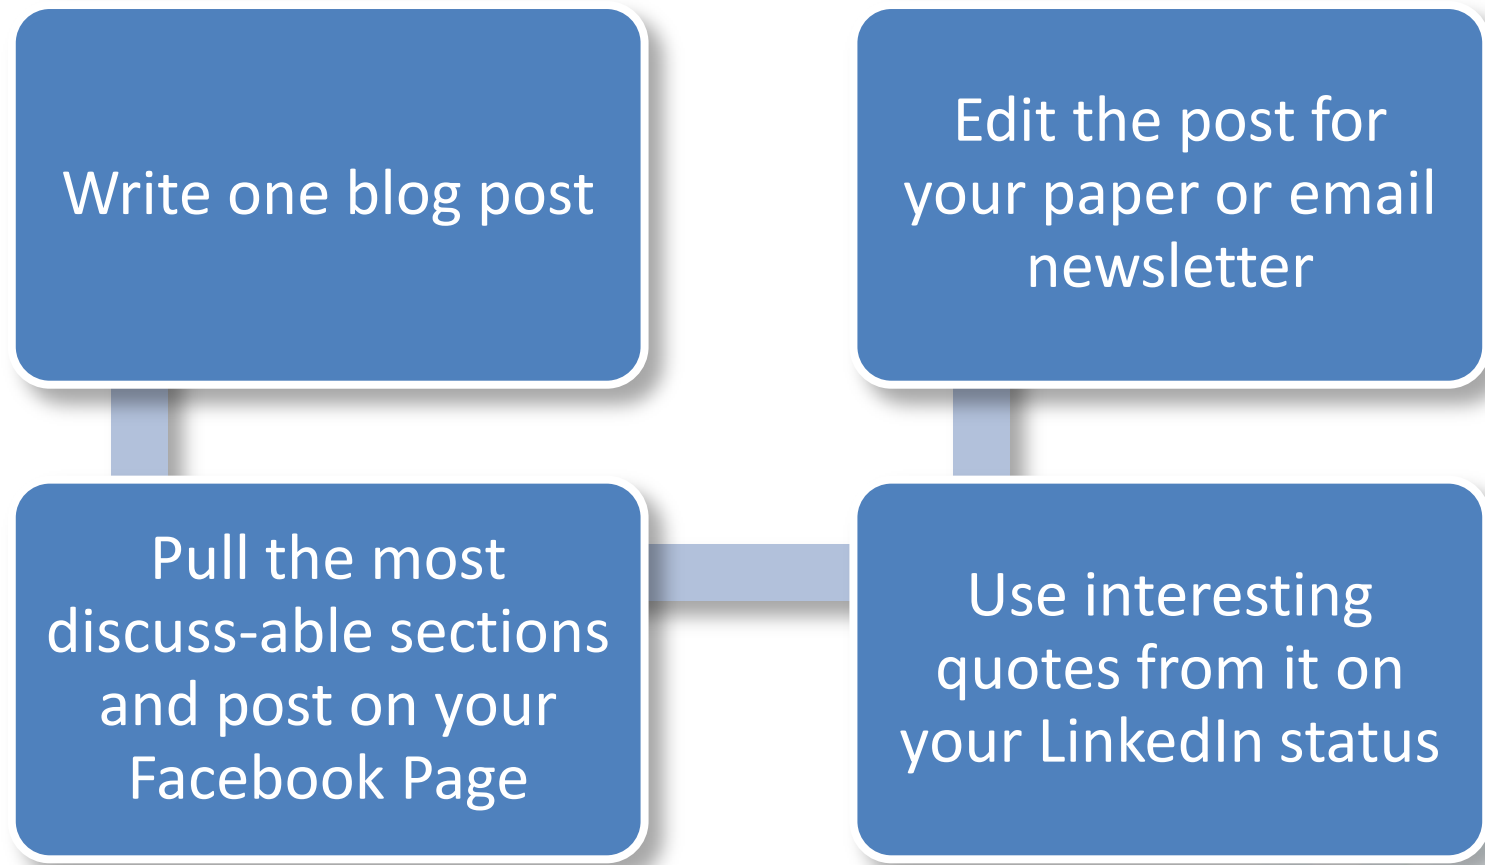 Write one blog post
Pull the most
discuss-able sections
and post on your
Facebook Page
Use interesting
quotes from it on
your LinkedIn status
Edit the post for
your paper or email
newsletter